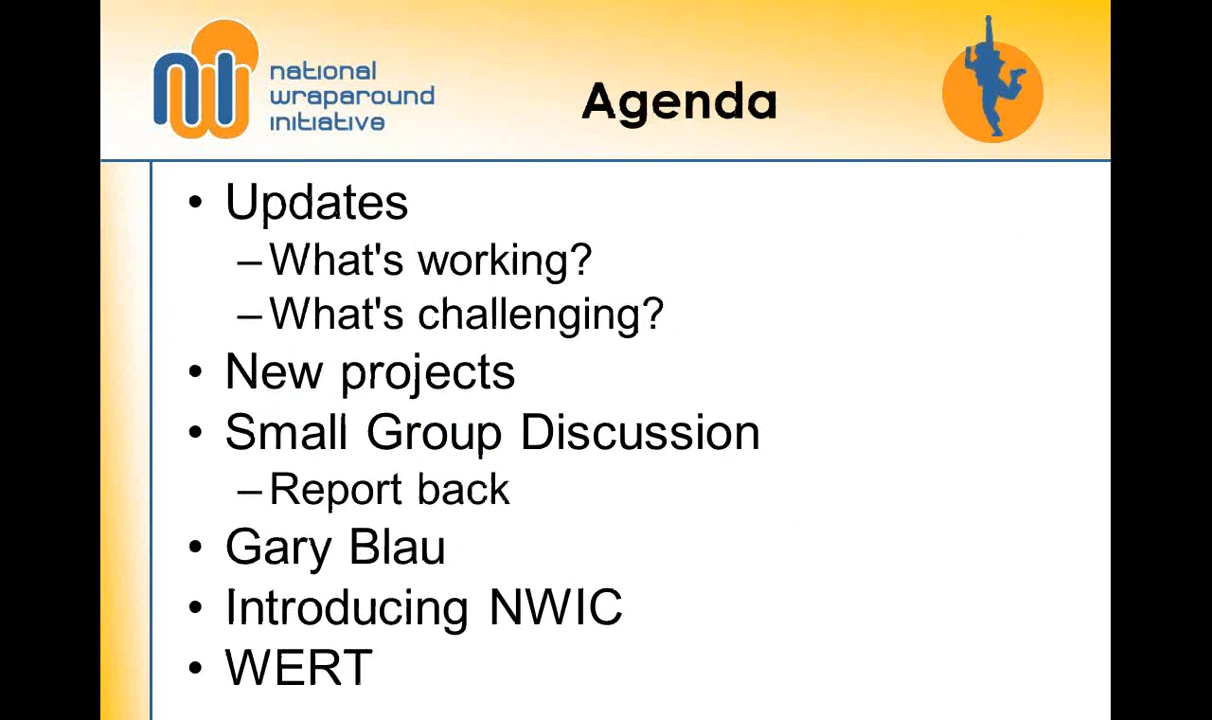 national
wraparound
initiative
Agenda
• Updates
–What's working?
–What's challenging?
• New projects
• Small Group Discussion
–Report back
• Gary Blau
• Introducing NWIC
• WERT